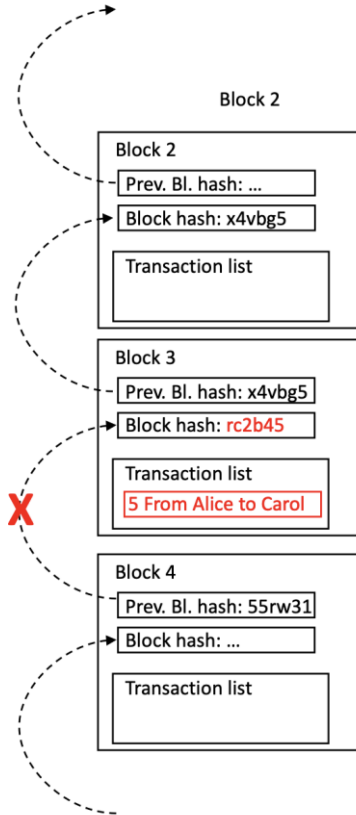 Block 2
Block 2
Prev. Bl. hash: ...
Block hash: x4vbg5
Transaction list
Block 3
Prev. Bl. hash: x4vbg5
Block hash: rc2b45
Transaction list
5 From Alice to Carol
X
Block 4
Prev. Bl. hash: 55rw31
Block hash: ...
Transaction list